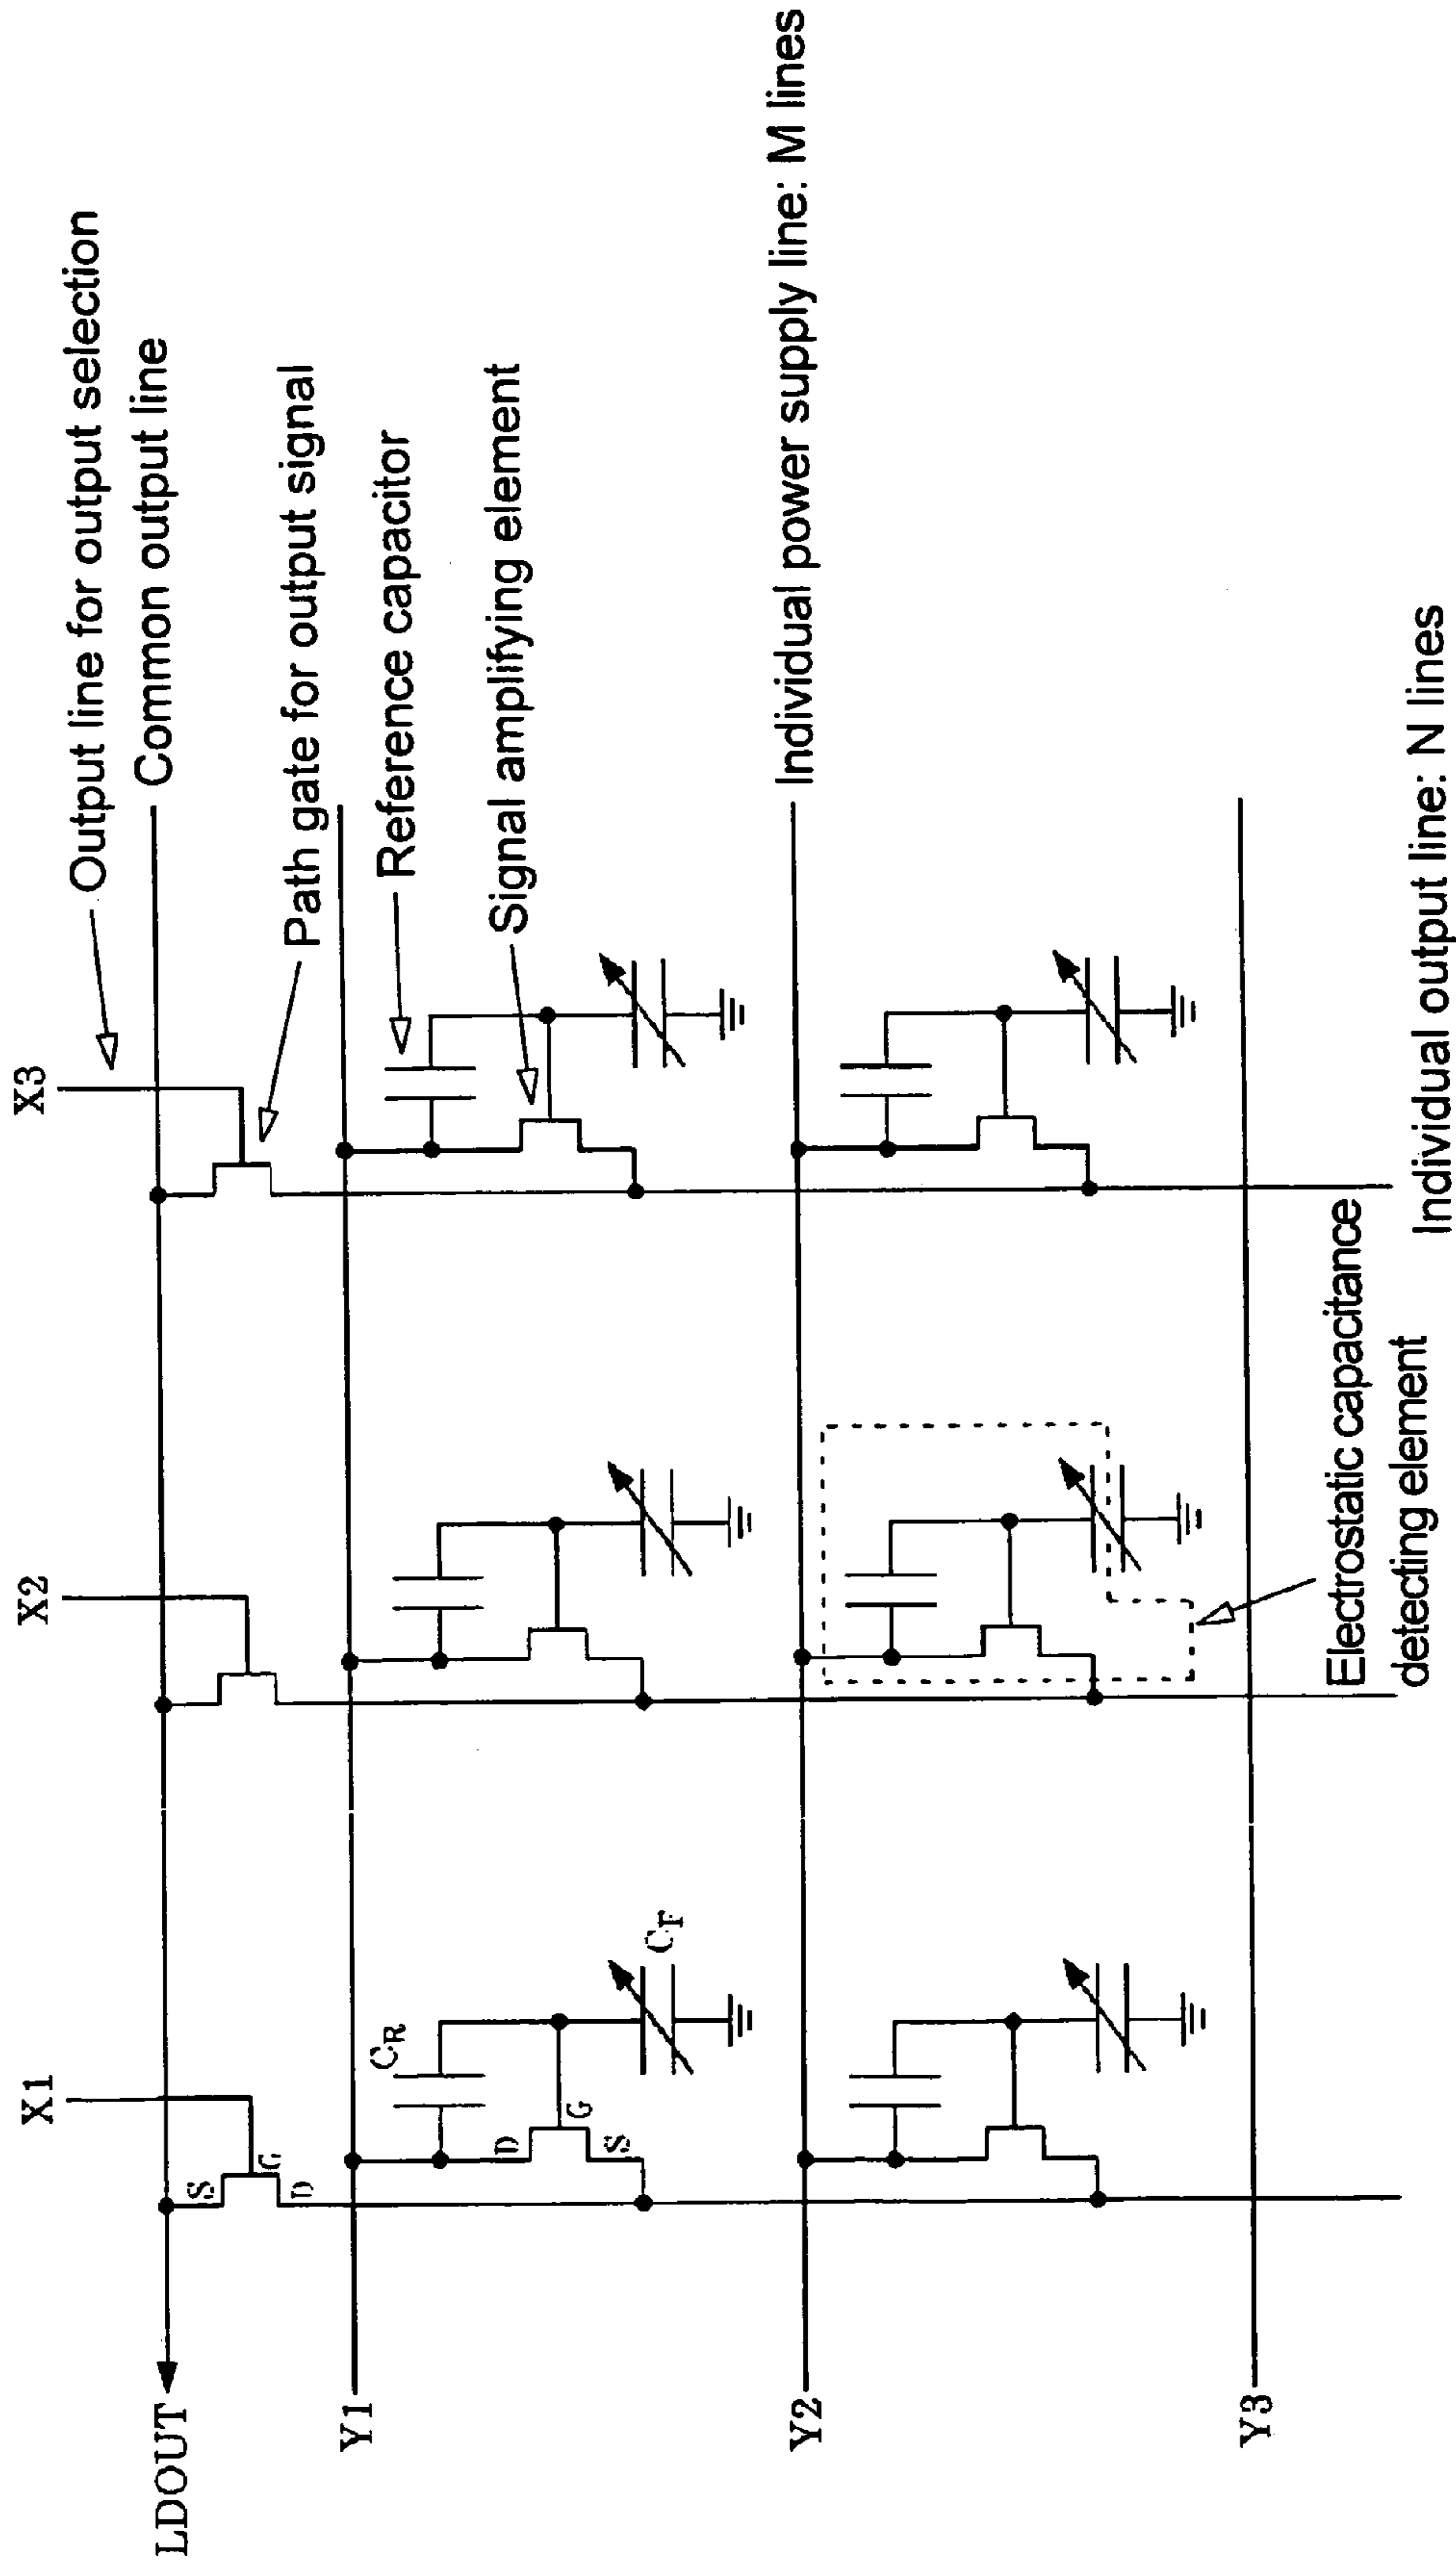 Output line for output selection
Common output line
Path gate for output signal
Reference capacitor
Signal amplifying element
Individual power supply line: M lines
Individual output line: N lines
Electrostatic capacitance
detecting element
X1
X2
X3
LDOUT
Y1
Y2
Y3
S
G
D
CR
D
G
S
CF